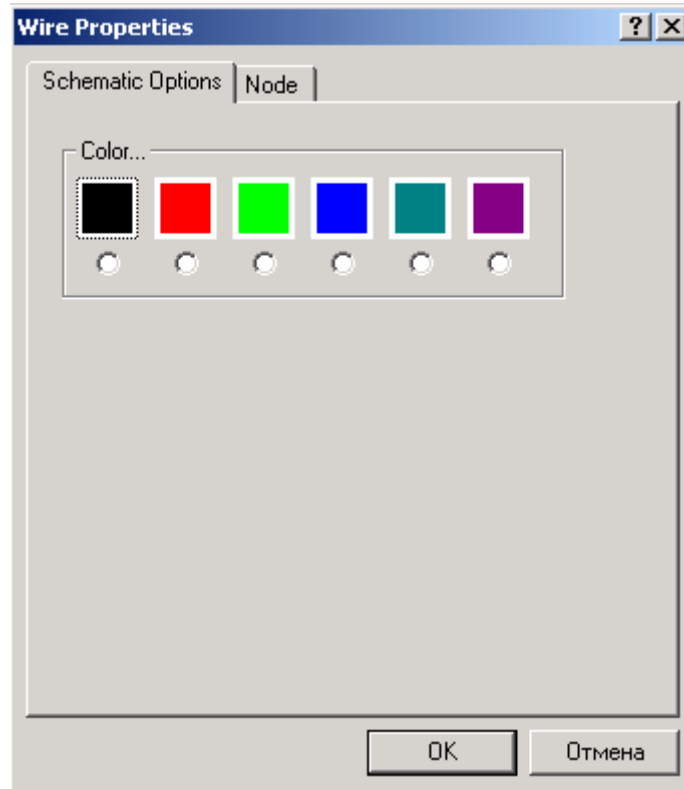 Wire Properties
Schematic Options Node
Color...
OK Отмена